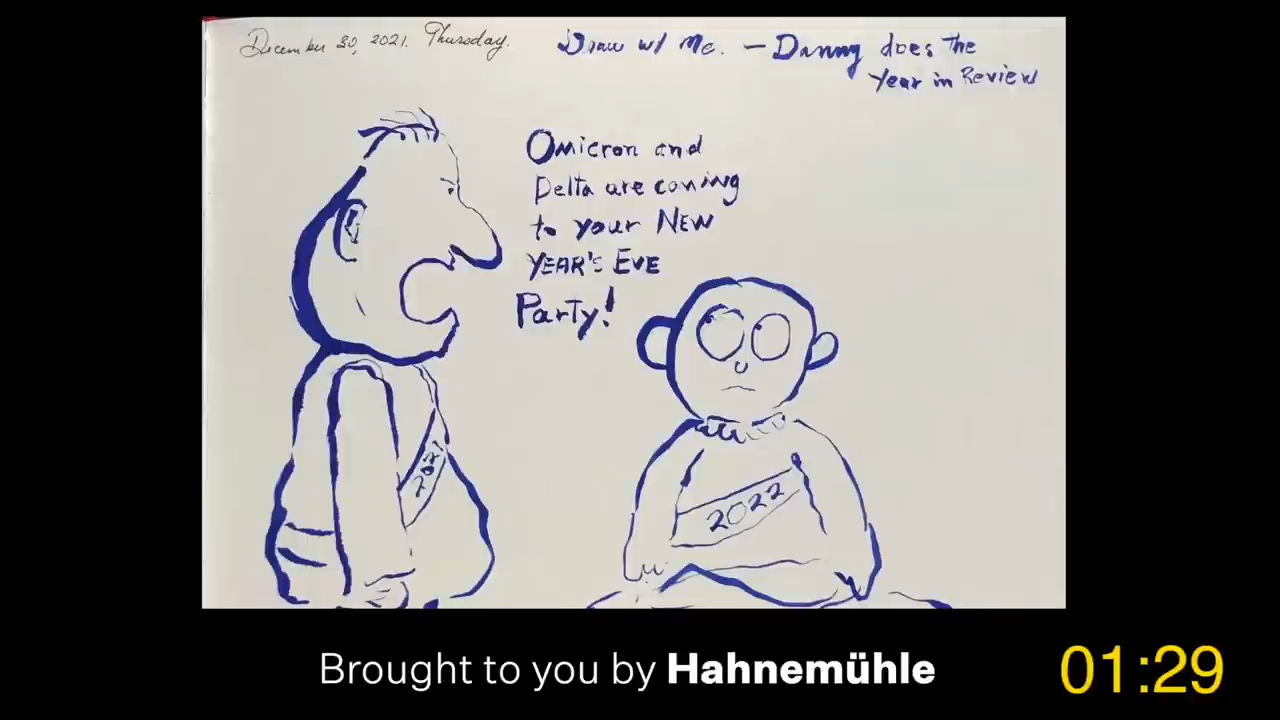 December 30, 2021. Thursday.
Draw w/ Me. - Danny does the
Year in Review
Omicron and
Delta are coming
to your NEW
YEAR'S EVE
Party!
2021
2022
Brought to you by Hahnemühle
01:29